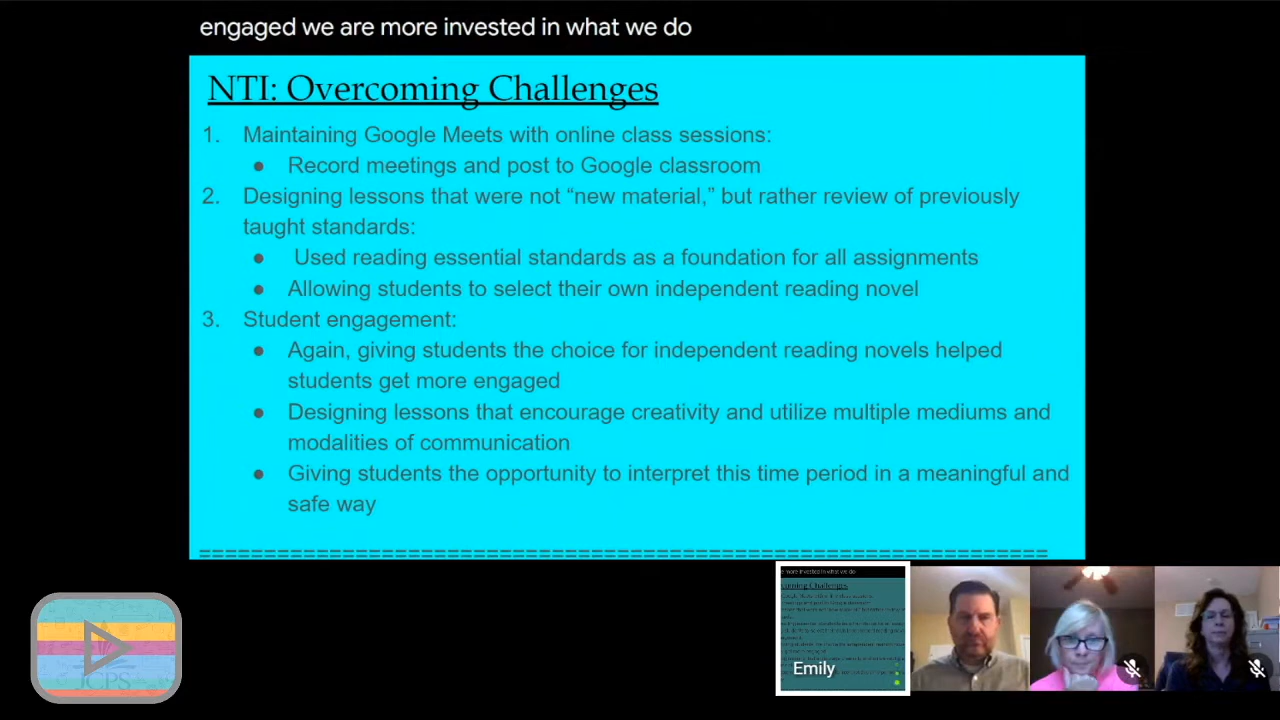 engaged we are more invested in what we do
NTI: Overcoming Challenges
1. Maintaining Google Meets with online class sessions:
● Record meetings and post to Google classroom
2. Designing lessons that were not “new material,” but rather review of previously
taught standards:
● Used reading essential standards as a foundation for all assignments
● Allowing students to select their own independent reading novel
3. Student engagement:
● Again, giving students the choice for independent reading novels helped
students get more engaged
● Designing lessons that encourage creativity and utilize multiple mediums and
modalities of communication
● Giving students the opportunity to interpret this time period in a meaningful and
safe way
Emily
JCPS